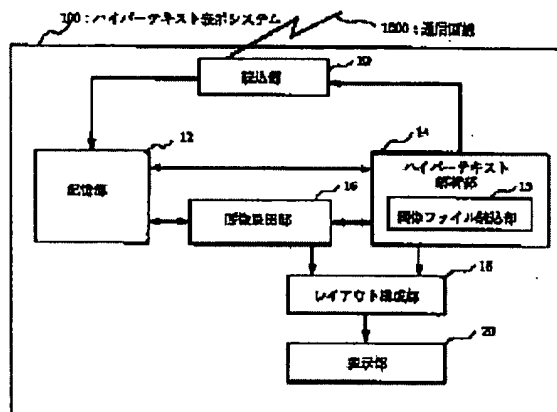 100：ハイパーテキスト表示システム
1000：通信回線
10
読込部
12
記憶部
14
ハイパーテキスト
解析部
15
画像ファイル読込部
16
画像展開部
18
レイアウト構成部
20
表示部